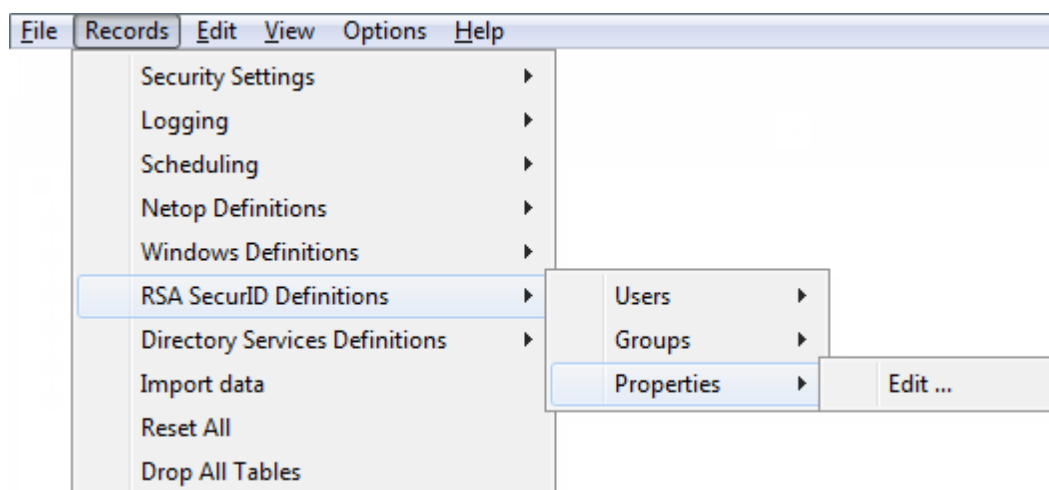 File Records Edit View Options Help
Security Settings
Logging
Scheduling
Netop Definitions
Windows Definitions
RSA SecurID Definitions
Users
Directory Services Definitions
Groups
Import data
Properties
Edit ...
Reset All
Drop All Tables